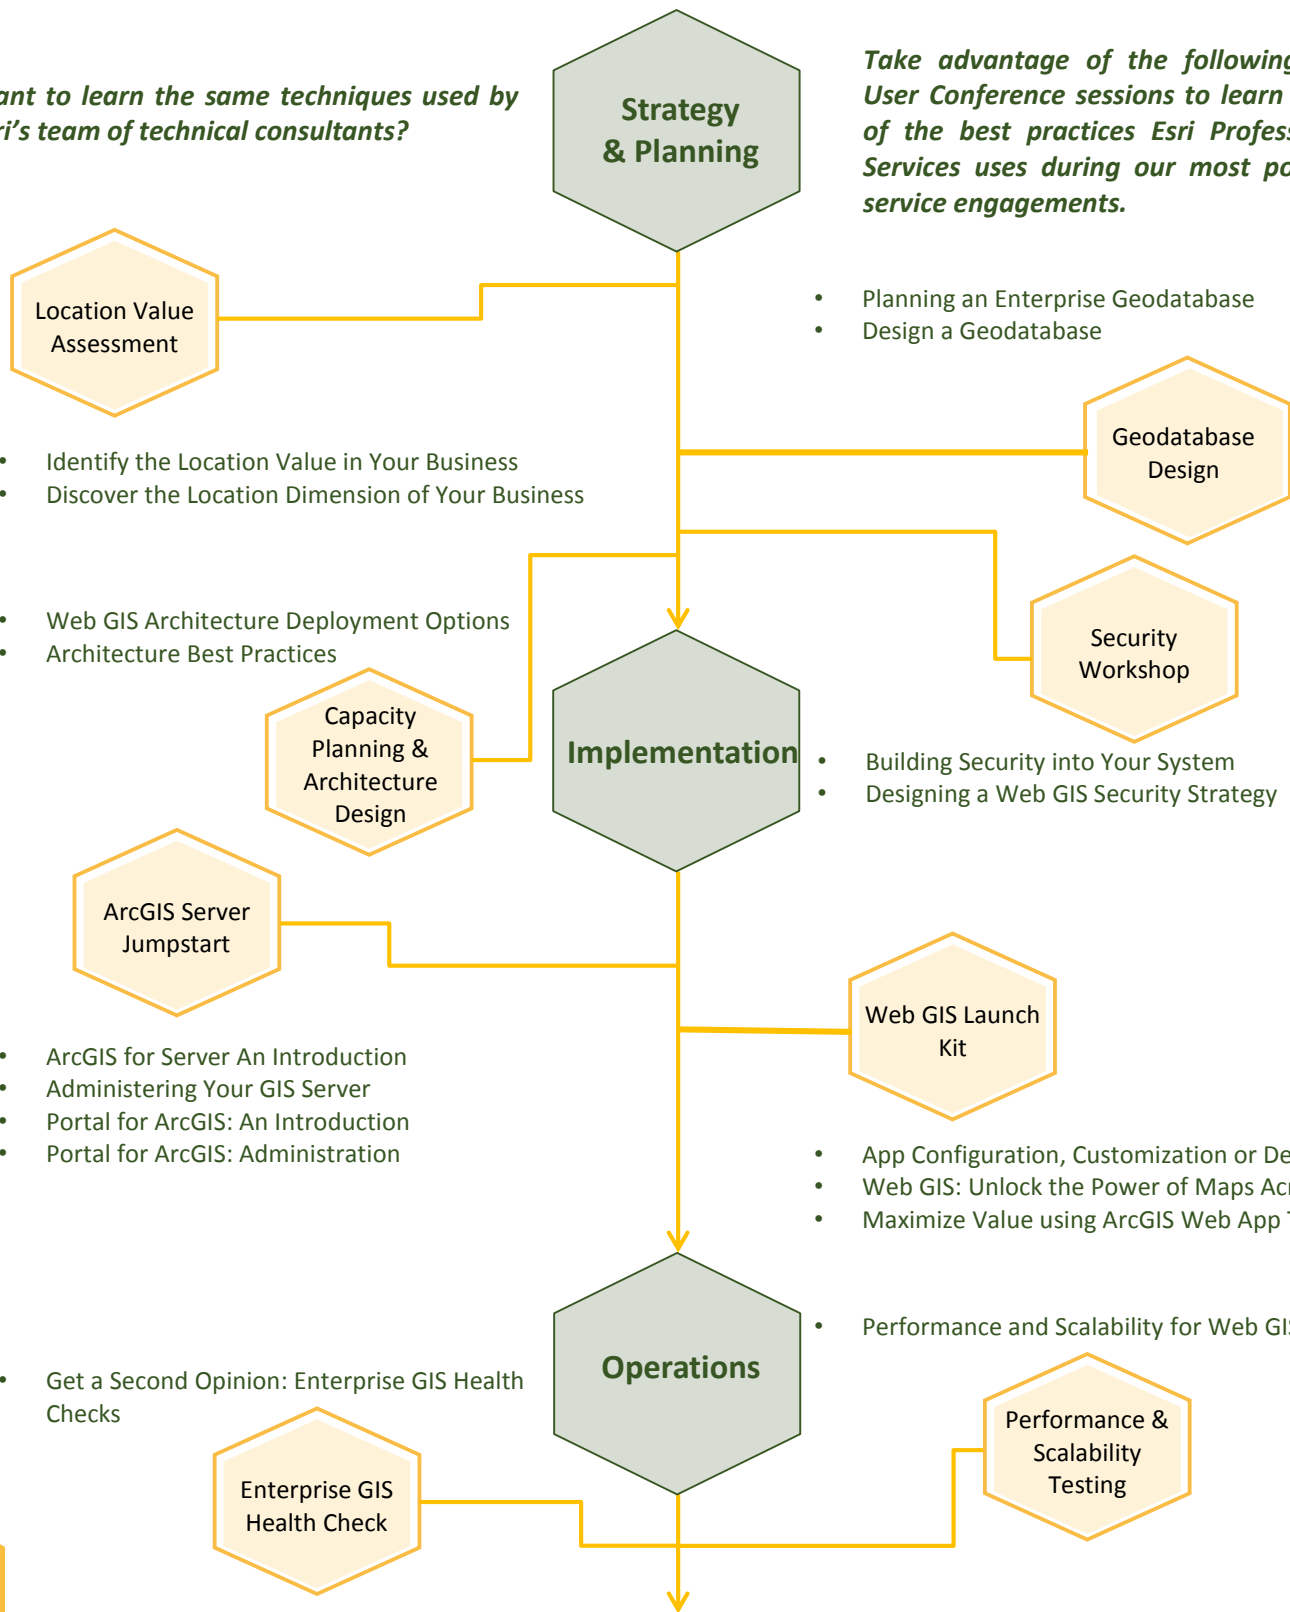 Strategy
& Planning
to learn the same techniques used by
team of technical consultants?
Take advantage of the following
User Conference sessions to learn
of the best practices Esri
Services uses during our most
service engagements.
Location Value
Assessment
• Planning an Enterprise Geodatabase
• Design a Geodatabase
Geodatabase
Design
• Identify the Location Value in Your Business
• Discover the Location Dimension of Your Business
• Web GIS Architecture Deployment Options
• Architecture Best Practices
Security
Workshop
Capacity
Planning &
Architecture
Design
Implementation
• Building Security into Your System
• Designing a Web GIS Security Strategy
ArcGIS Server
Jumpstart
Web GIS Launch
Kit
• ArcGIS for Server An Introduction
• Administering Your GIS Server
• Portal for ArcGIS: An Introduction
• Portal for ArcGIS: Administration
• App Configuration, Customization or
• Web GIS: Unlock the Power of Maps
• Maximize Value using ArcGIS Web App
Operations
• Performance and Scalability for Web
• Get a Second Opinion: Enterprise GIS Health
Checks
Performance &
Scalability
Testing
Enterprise GIS
Health Check